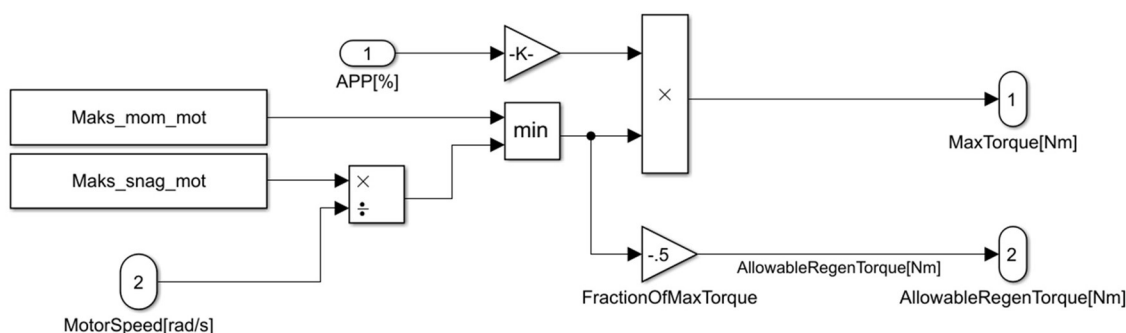 1
APP[%]
-K-
×
1
MaxTorque[Nm]
Maks_mom_mot
min
Maks_snag_mot
×
÷
2
MotorSpeed[rad/s]
-.5
FractionOfMaxTorque
AllowableRegenTorque[Nm]
2
AllowableRegenTorque[Nm]